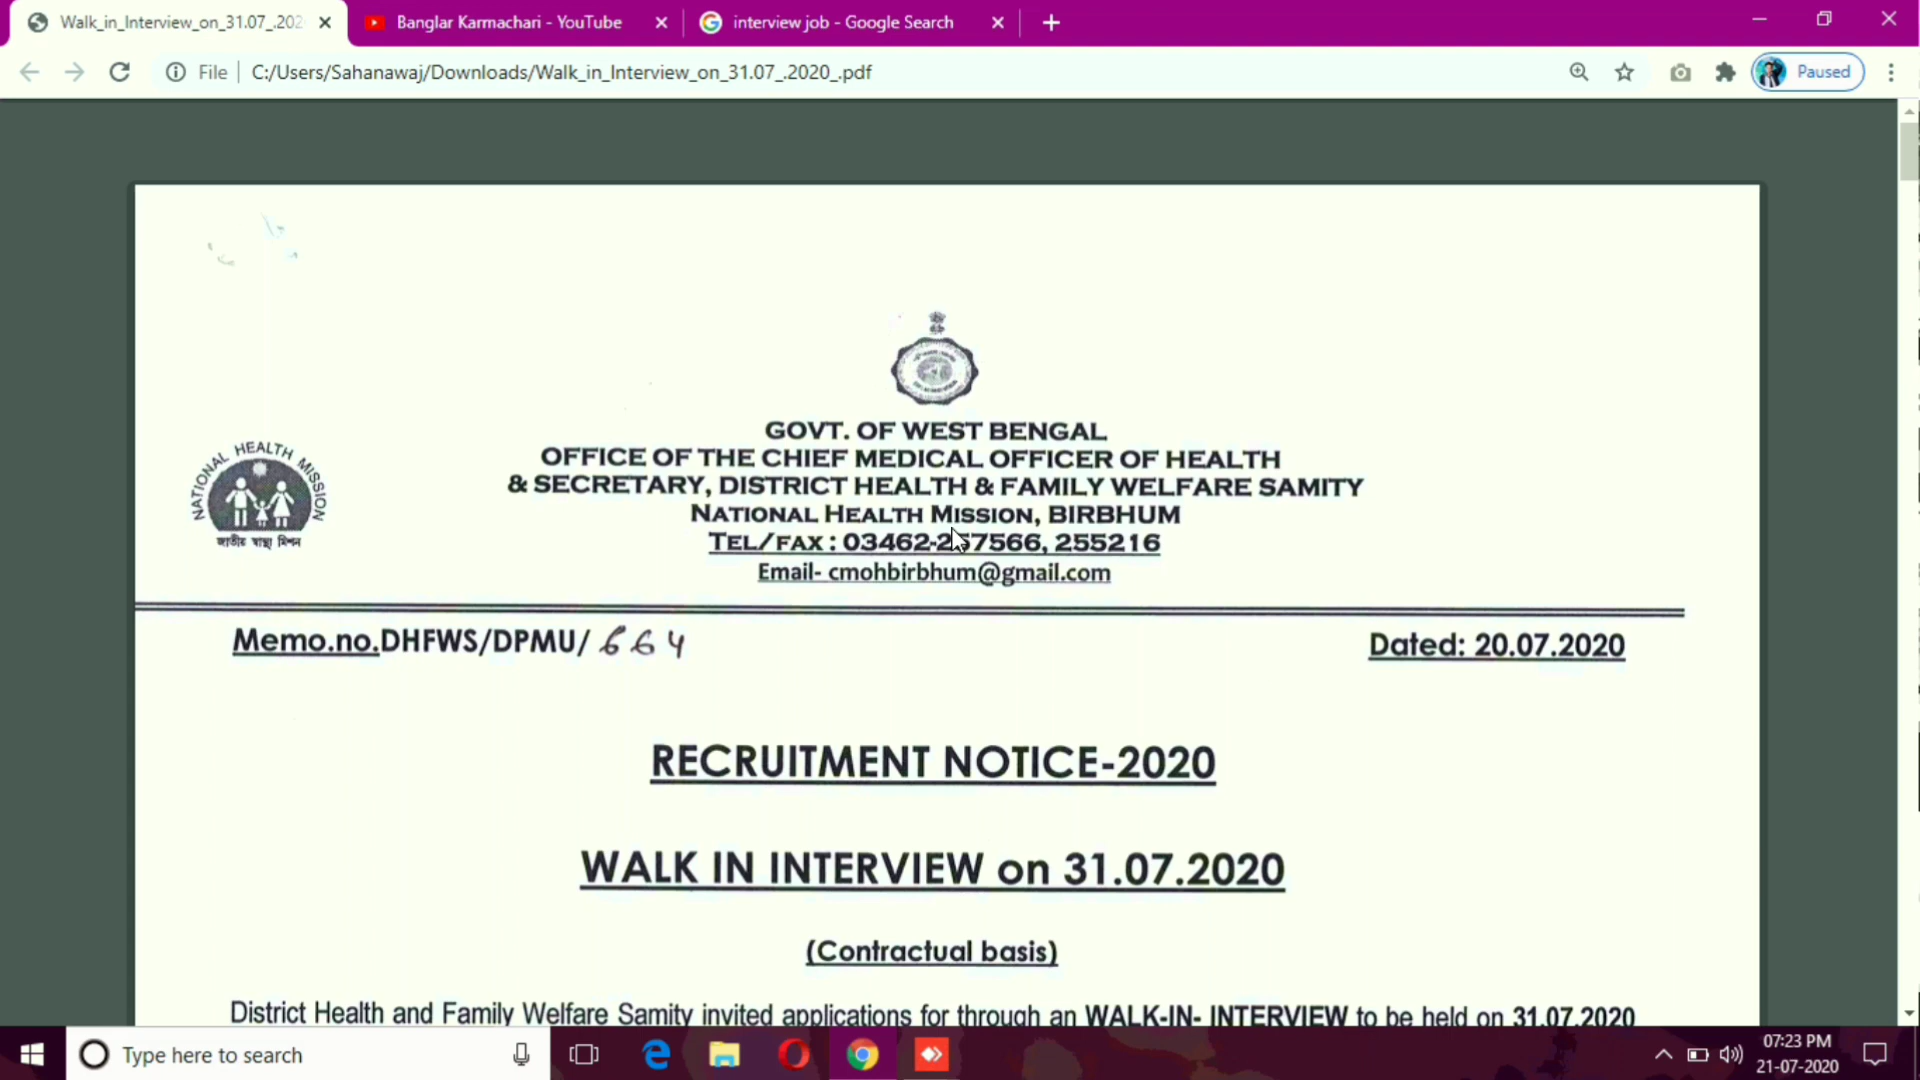 Walk_in_Interview_on_31.07_.202
Banglar Karmachari - YouTube
interview job - Google Search
File
C:/Users/Sahanawaj/Downloads/Walk_in_Interview_on_31.07_.2020_.pdf
Paused
GOVT. OF WEST BENGAL
OFFICE OF THE CHIEF MEDICAL OFFICER OF HEALTH
& SECRETARY, DISTRICT HEALTH & FAMILY WELFARE SAMITY
NATIONAL HEALTH MISSION, BIRBHUM
TEL/FAX : 03462-257566, 255216
Email- cmohbirbhum@gmail.com
NATIONAL HEALTH MISSION
জাতীয় স্বাস্থ্য মিশন
Memo.no.DHFWS/DPMU/ 664
Dated: 20.07.2020
RECRUITMENT NOTICE-2020
WALK IN INTERVIEW on 31.07.2020
(Contractual basis)
District Health and Family Welfare Samity invited applications for through an WALK-IN- INTERVIEW to be held on 31.07.2020
Type here to search
07:23 PM
21-07-2020